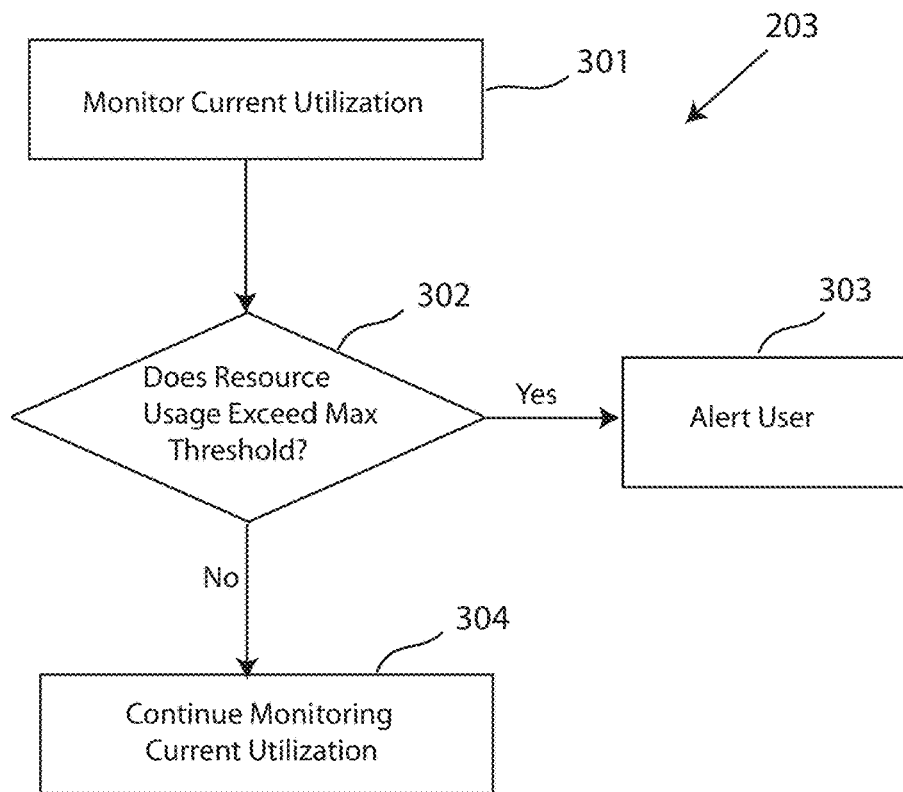 203
301
Monitor Current Utilization
302
Does Resource
Usage Exceed Max
Threshold?
Yes
303
Alert User
No
304
Continue Monitoring
Current Utilization